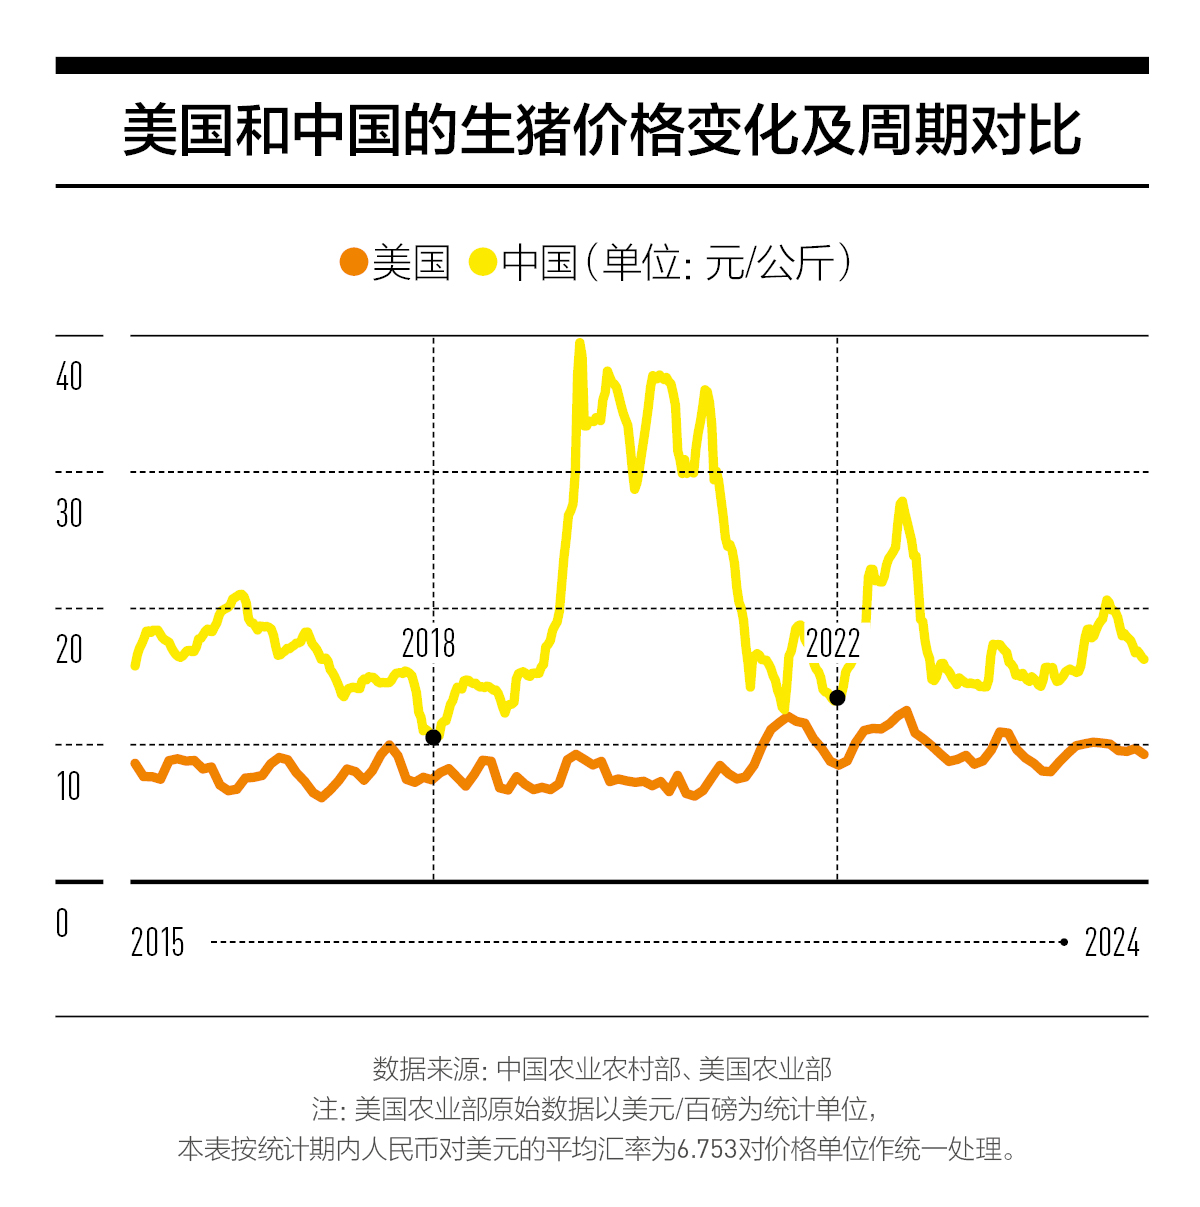 美国和中国的生猪价格变化及周期对比
美国 中国（单位：元/公斤）
40
30
20
10
0
2018
2022
2015
2024
数据来源：中国农业农村部、美国农业部
注：美国农业部原始数据以美元/百磅为统计单位，
本表按统计期内人民币对美元的平均汇率为6.753对价格单位作统一处理。